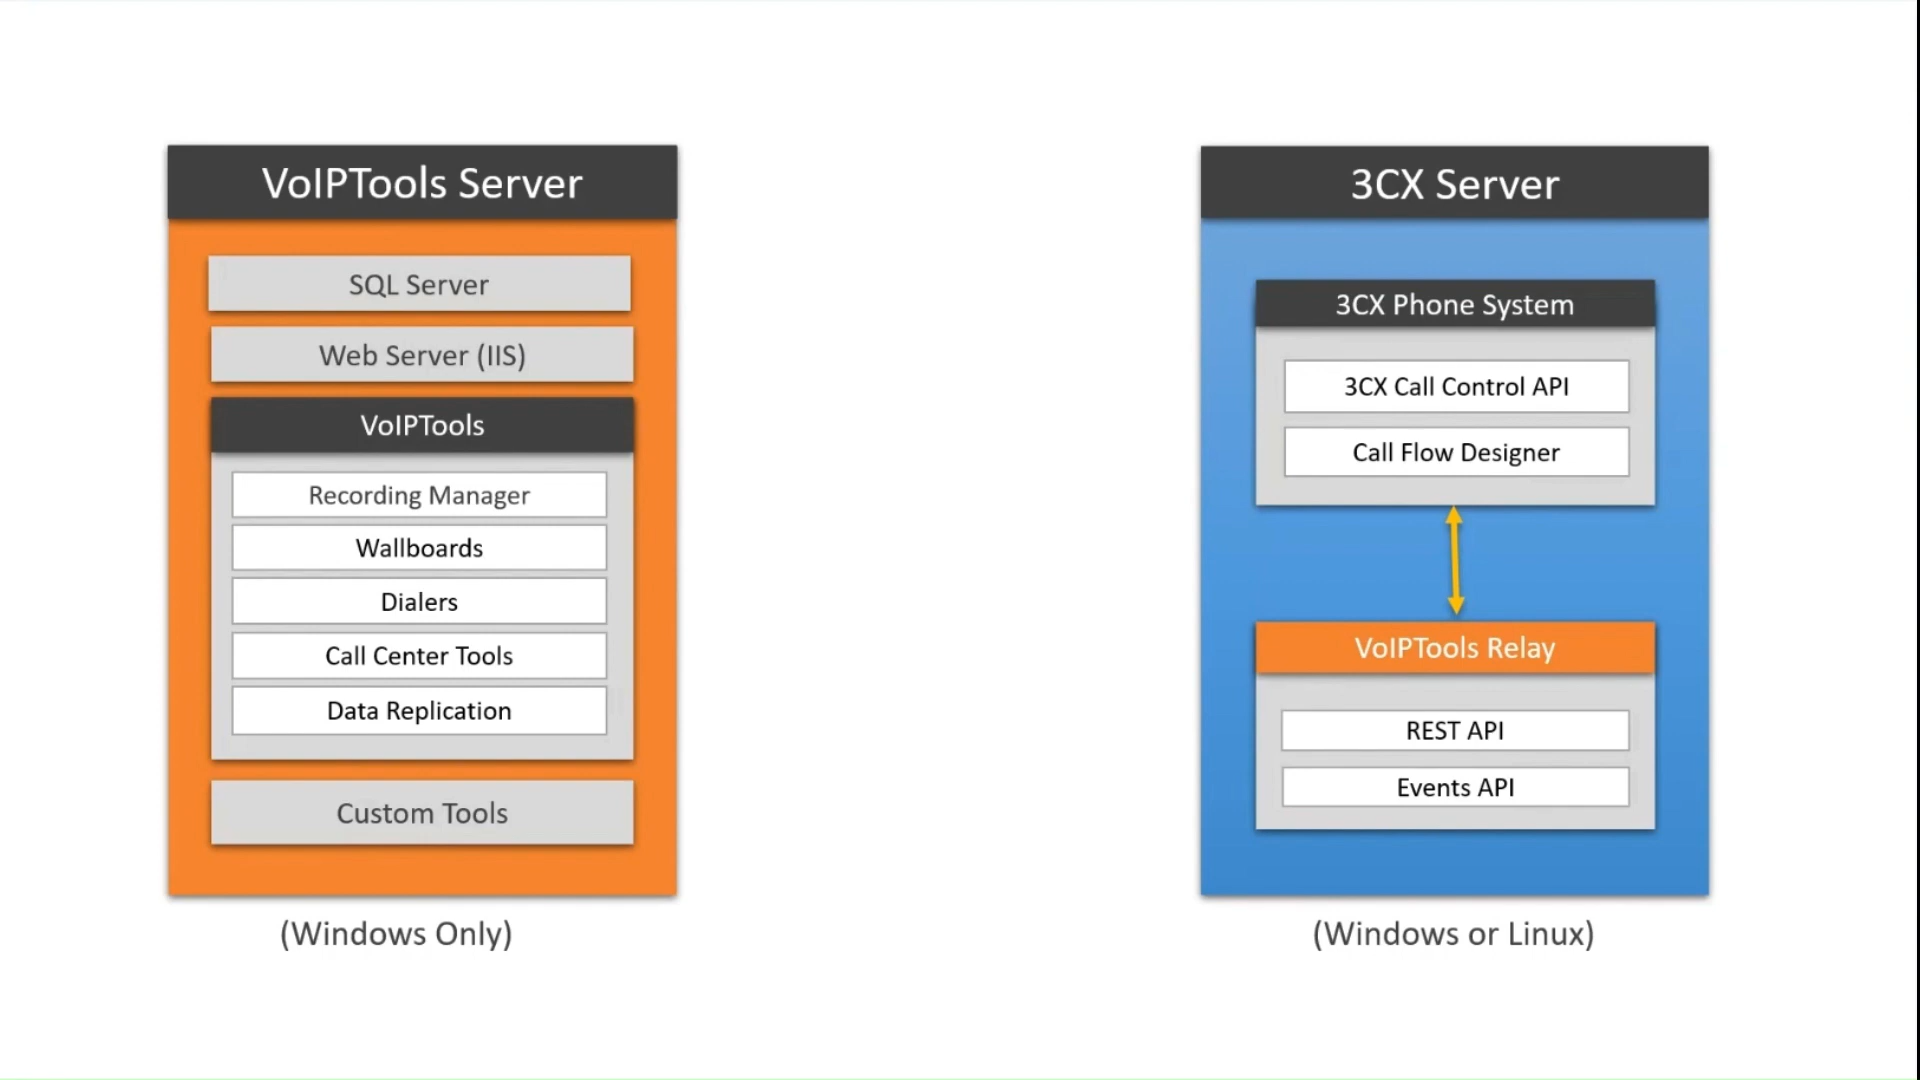 VoIPTools Server
SQL Server
Web Server (IIS)
VoIPTools
Recording Manager
Wallboards
Dialers
Call Center Tools
Data Replication
Custom Tools
(Windows Only)
3CX Server
3CX Phone System
3CX Call Control API
Call Flow Designer
VoIPTools Relay
REST API
Events API
(Windows or Linux)